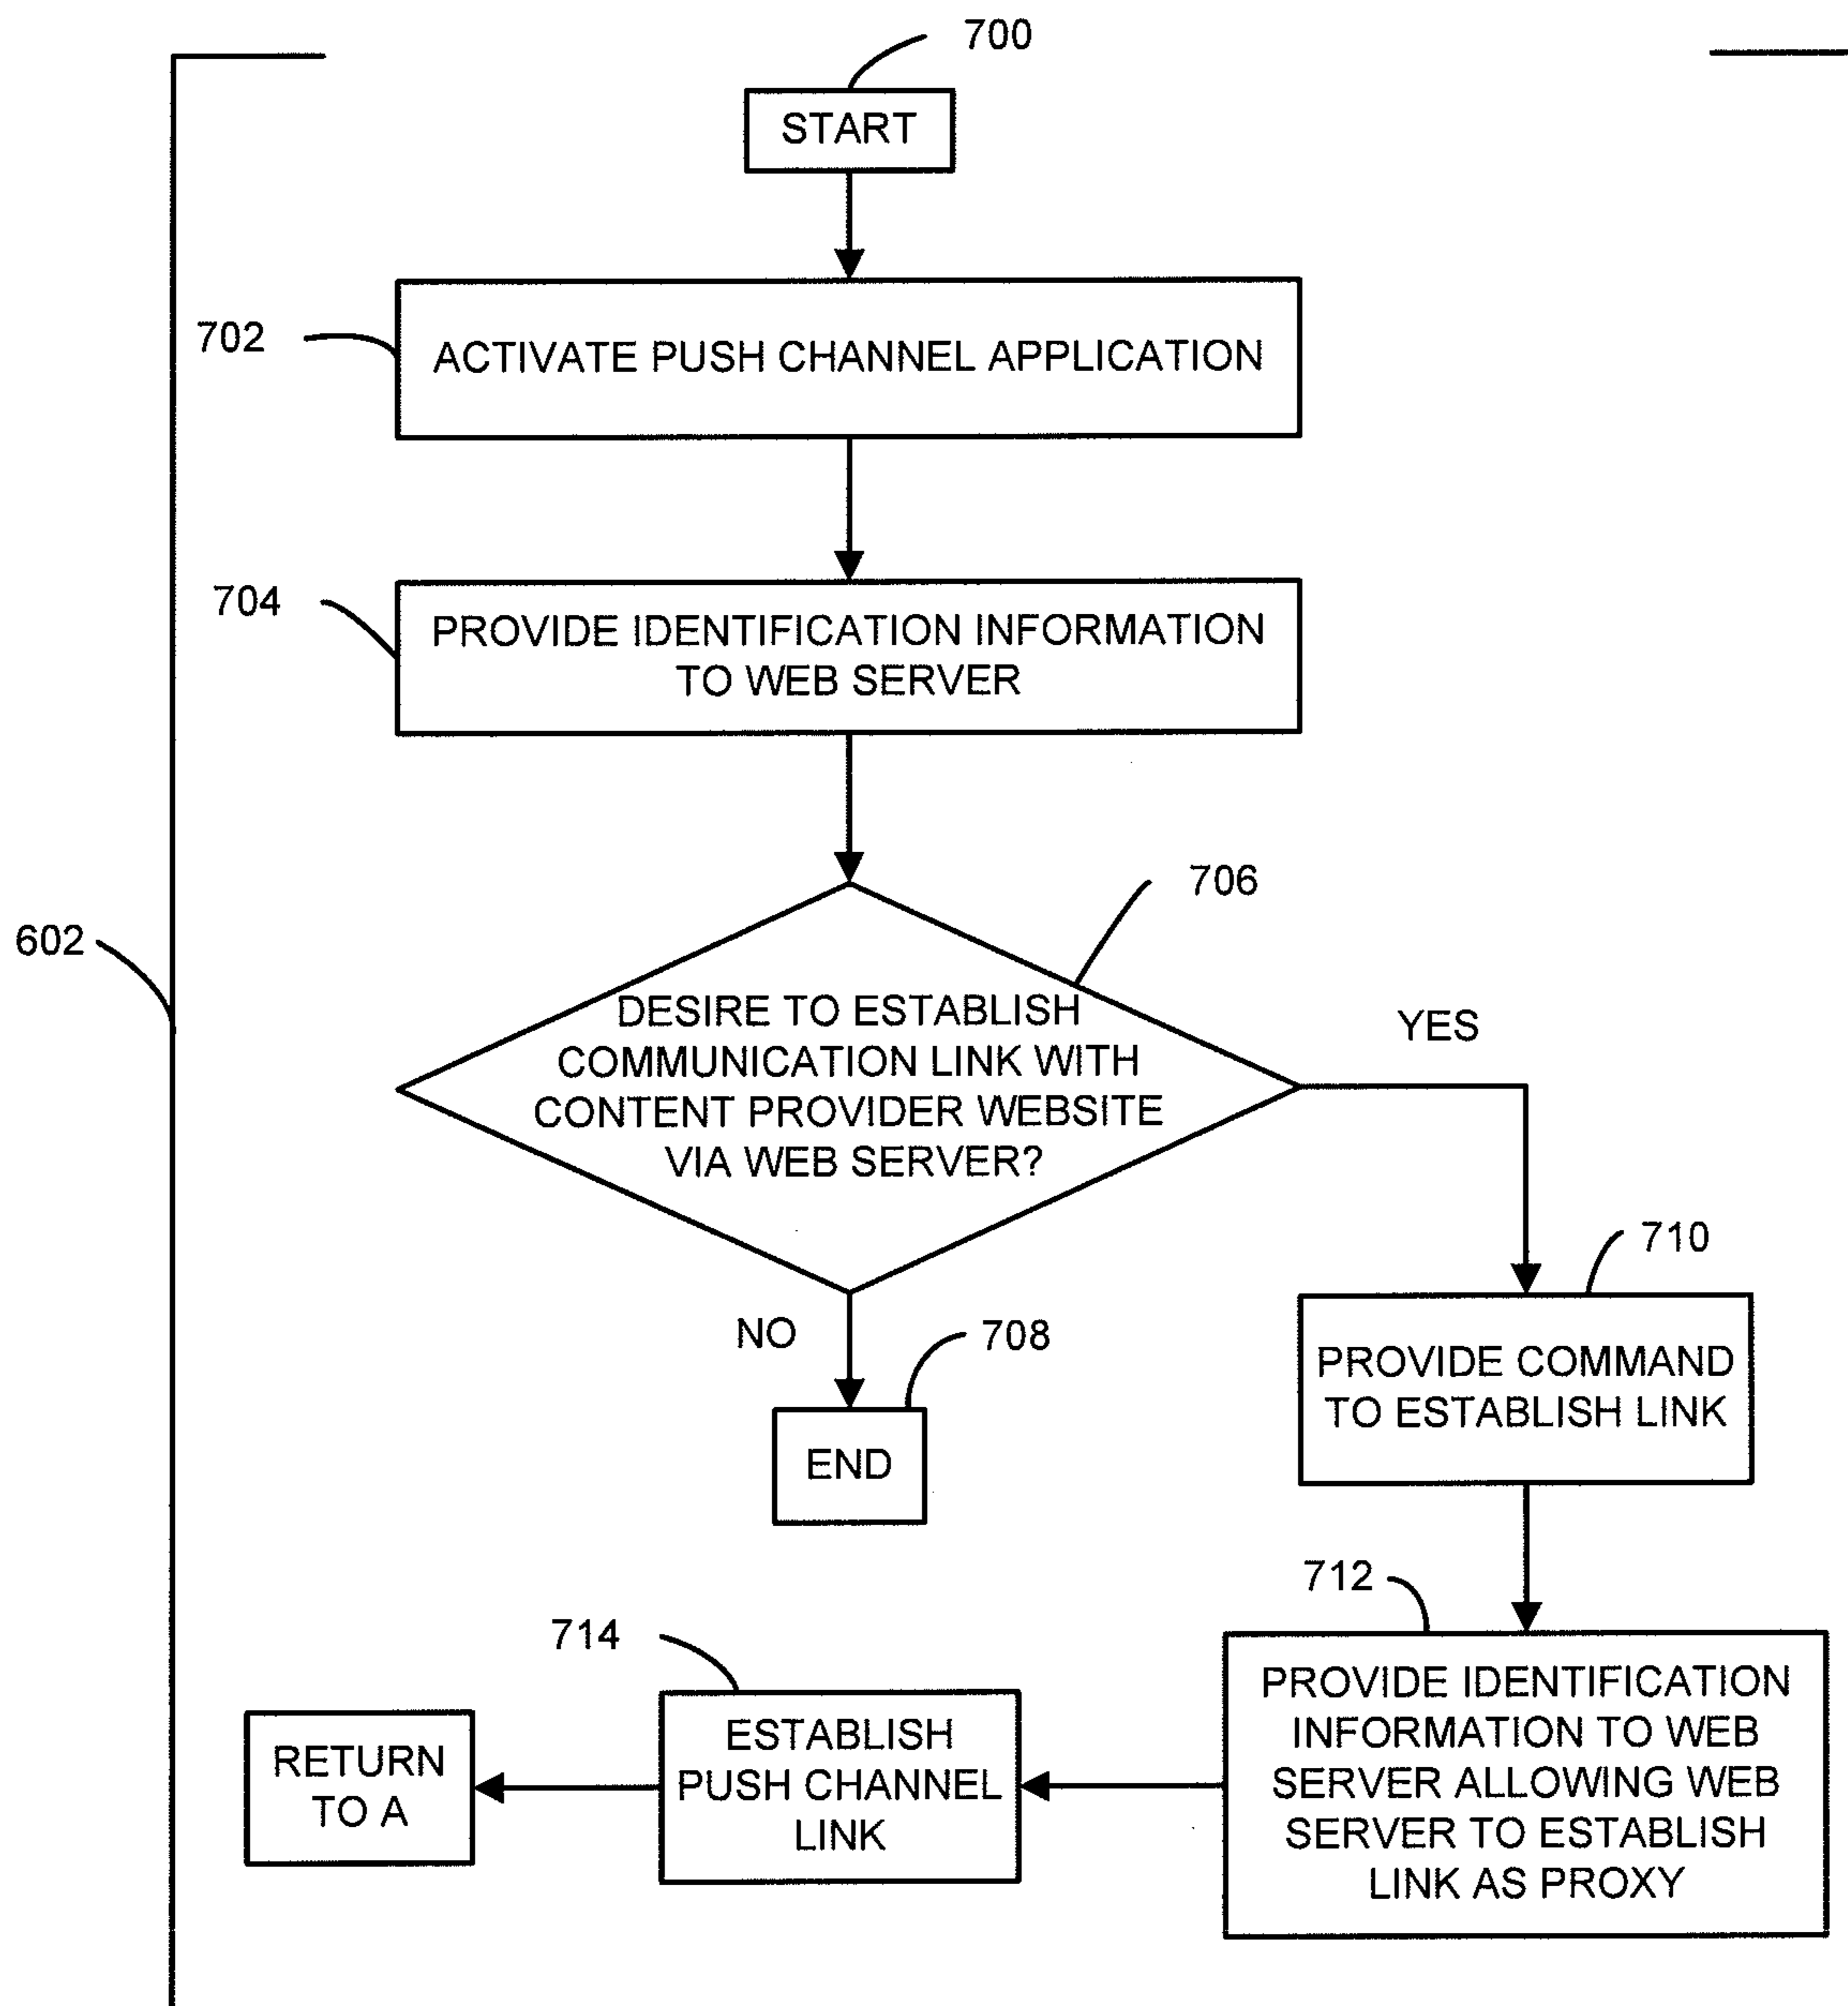 700
START
702
ACTIVATE PUSH CHANNEL APPLICATION
704
PROVIDE IDENTIFICATION INFORMATION
TO WEB SERVER
706
602
DESIRE TO ESTABLISH
COMMUNICATION LINK WITH
CONTENT PROVIDER WEBSITE
VIA WEB SERVER?
YES
NO
708
END
710
PROVIDE COMMAND
TO ESTABLISH LINK
712
PROVIDE IDENTIFICATION
INFORMATION TO WEB
SERVER ALLOWING WEB
SERVER TO ESTABLISH
LINK AS PROXY
714
ESTABLISH
PUSH CHANNEL
LINK
RETURN
TO A